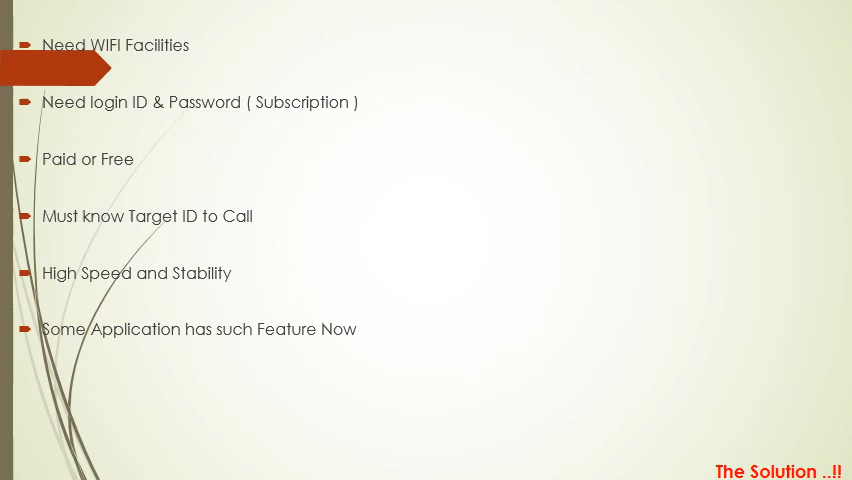 Need WIFI Facilities
Need login ID & Password ( Subscription )
Paid or Free
Must know Target ID to Call
High Speed and Stability
Some Application has such Feature Now
The Solution ..!!